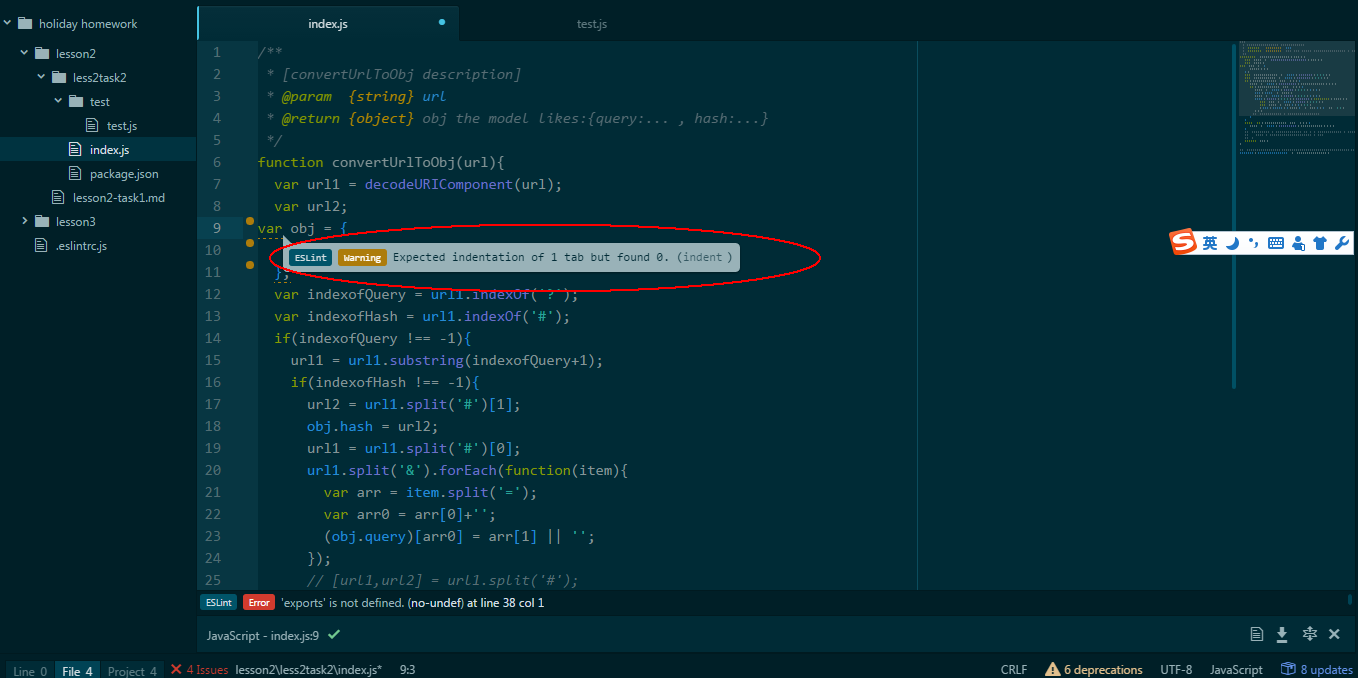 holiday homework
lesson2
less2task2
test
test.js
index.js
package.json
lesson2-task1.md
lesson3
.eslintrc.js
index.js
test.js
1 /**
2 * [convertUrlToObj description]
3 * @param {string} url
4 * @return {object} obj the model likes:{query:... , hash:...}
5 */
6 function convertUrlToObj(url){
7 var url1 = decodeURIComponent(url);
8 var url2;
9 var obj = {
10
ESLint Warning Expected indentation of 1 tab but found 0. (indent )
11 };
12 var indexofQuery = url1.indexOf('?');
13 var indexofHash = url1.indexOf('#');
14 if(indexofQuery !== -1){
15 url1 = url1.substring(indexofQuery+1);
16 if(indexofHash !== -1){
17 url2 = url1.split('#')[1];
18 obj.hash = url2;
19 url1 = url1.split('#')[0];
20 url1.split('&').forEach(function(item){
21 var arr = item.split('=');
22 var arr0 = arr[0]+'';
23 (obj.query)[arr0] = arr[1] || '';
24 });
25 // [url1,url2] = url1.split('#');
英
ESLint Error 'exports' is not defined. (no-undef) at line 38 col 1
JavaScript - index.js:9
Line 0 File 4 Project 4 4 Issues lesson2\less2task2\index.js* 9:3 CRLF 6 deprecations UTF-8 JavaScript 8 updates